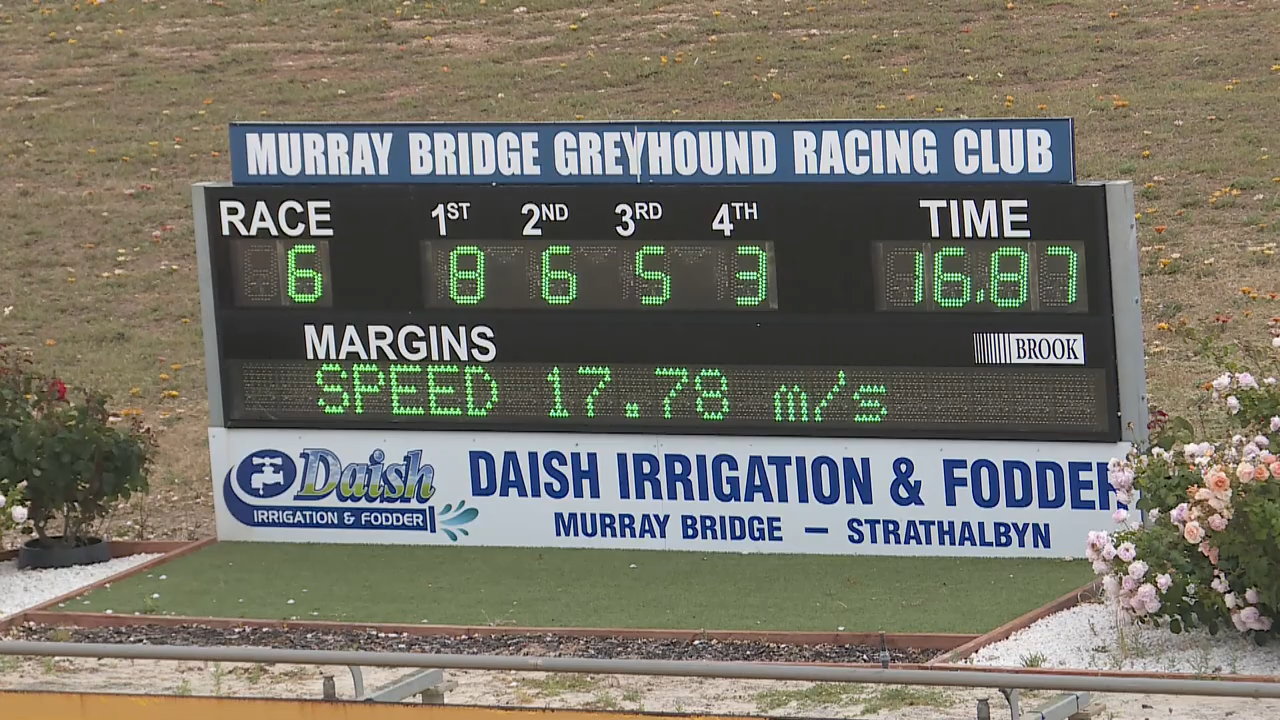 MURRAY BRIDGE GREYHOUND RACING CLUB
RACE 1ST 2ND 3RD 4TH TIME
6 8 6 5 3 16.87
MARGINS BROOK
SPEED 17.78 m/s
Daish
IRRIGATION & FODDER
DAISH IRRIGATION & FODDER
MURRAY BRIDGE – STRATHALBYN